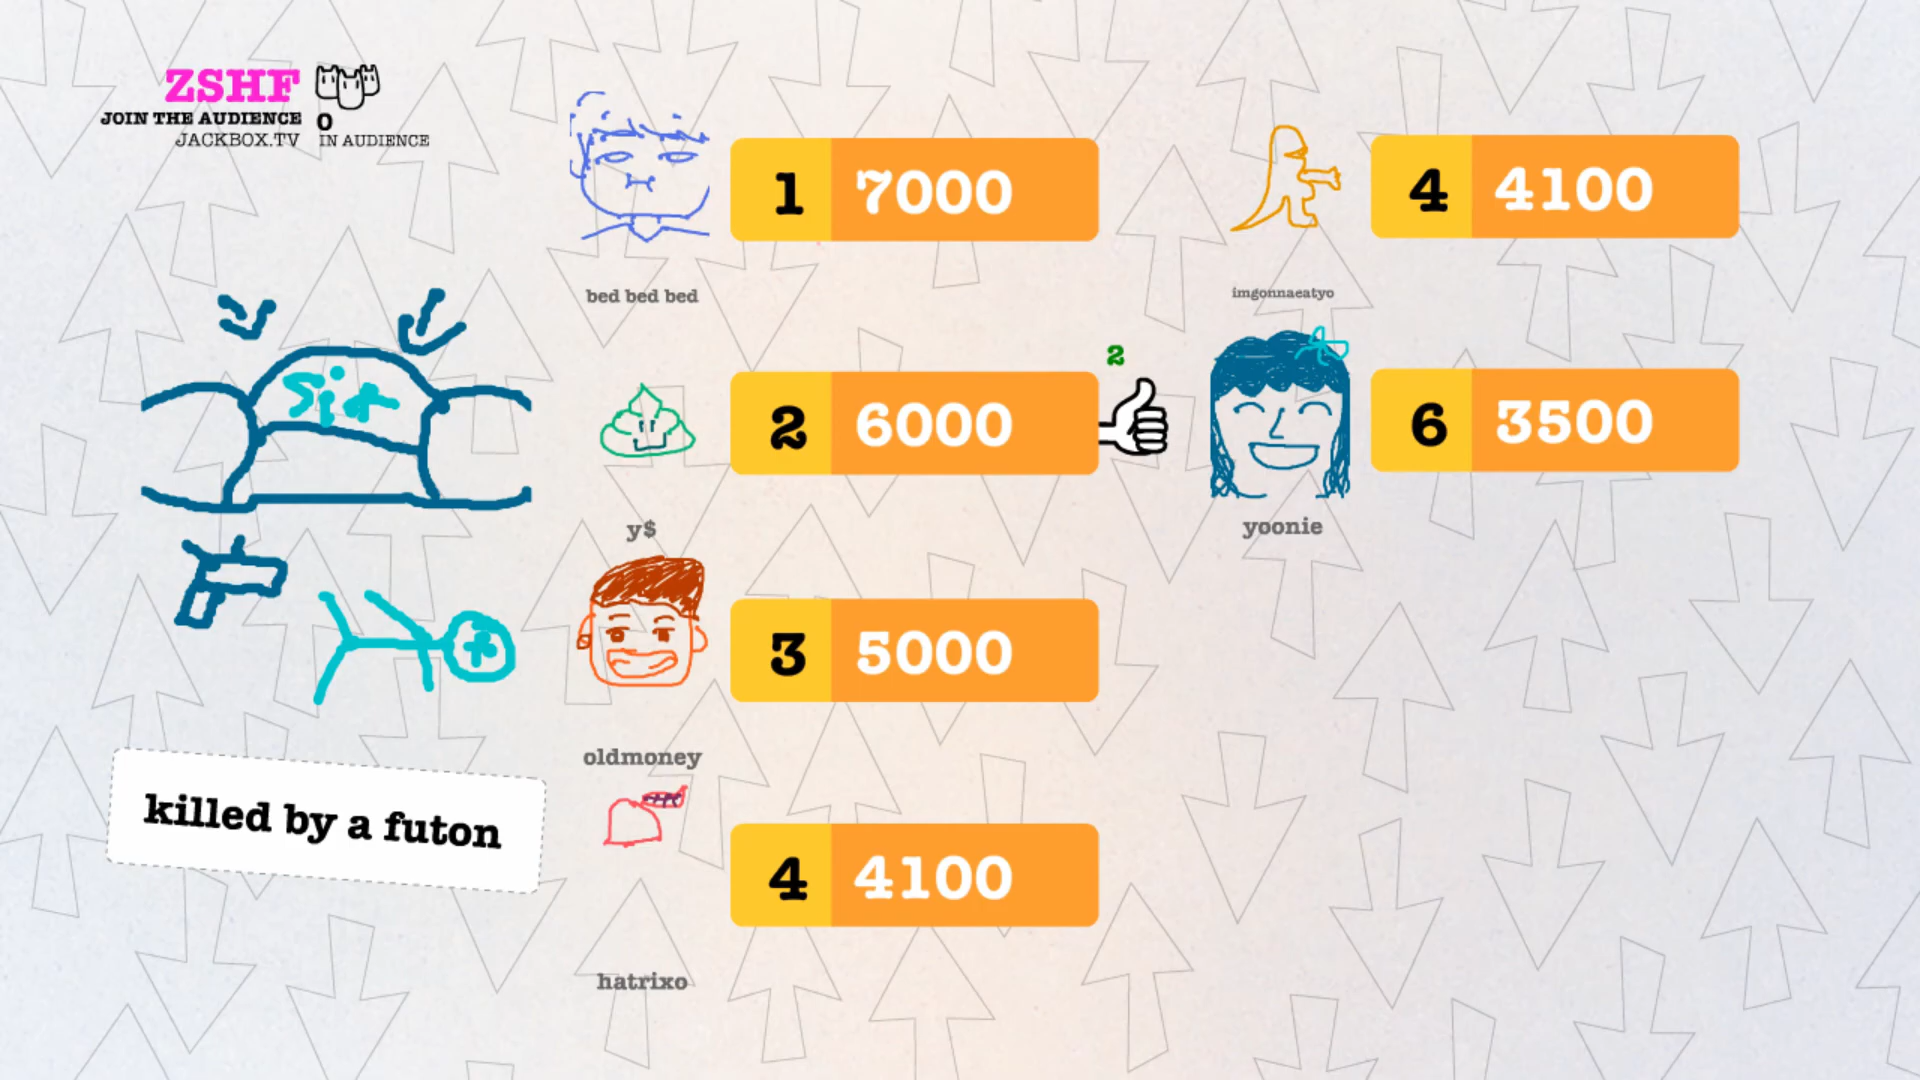 ZSHF
JOIN THE AUDIENCE
JACKBOX.TV
0
IN AUDIENCE
sit
killed by a futon
1 7000
bed bed bed
2 6000
2
y$
3 5000
oldmoney
4 4100
hatrixo
4 4100
imgonnaeatyo
6 3500
yoonie